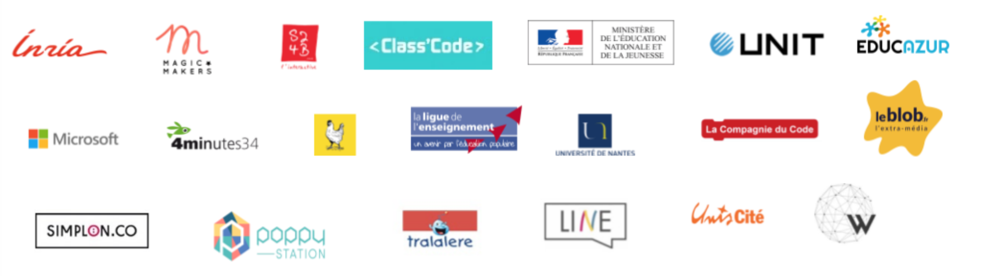 Inria
MAGIC
MAKERS
S2
4B
l'interactive
<Class'Code>
Liberté • Égalité • Fraternité
RÉPUBLIQUE FRANÇAISE
MINISTÈRE
DE L'ÉDUCATION
NATIONALE ET
DE LA JEUNESSE
UNIT
EDUCAZUR
Microsoft
4minutes34
la ligue de
l'enseignement
un avenir par l'éducation populaire
UN
UNIVERSITÉ DE NANTES
La Compagnie du Code
leblob.fr
l'extra-média
SIMPLON.CO
poppy
STATION
tralalere
LINE
Unis Cité
W